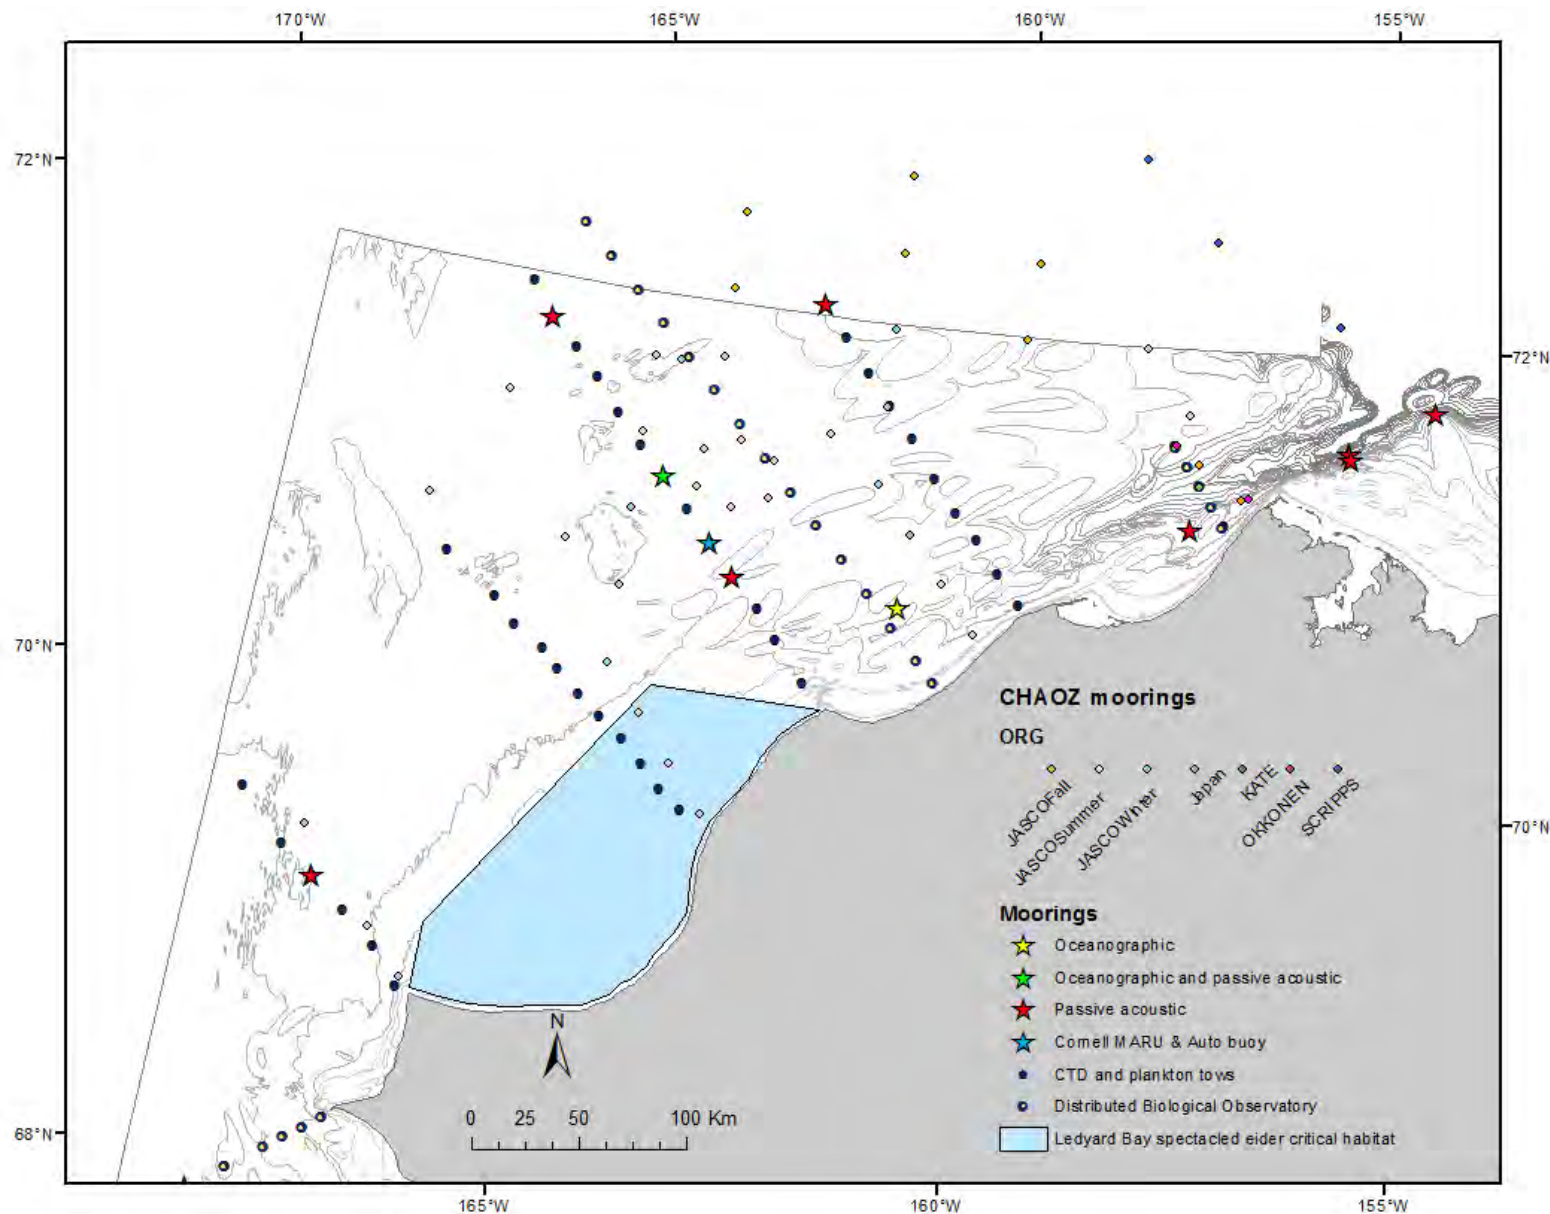 170°W 165°W 160°W 155°W
72°N
72°N
70°N
70°N
68°N
CHAOZ moorings
ORG
JASCOFall
JASCOSummer
JASCOWinter
Japan
KATE
OKKONEN
SCRIPPS
Moorings
Oceanographic
Oceanographic and passive acoustic
Passive acoustic
Cornell MARU & Auto buoy
CTD and plankton tows
Distributed Biological Observatory
Ledyard Bay spectacled eider critical habitat
N
0 25 50 100 Km
165°W 160°W 155°W